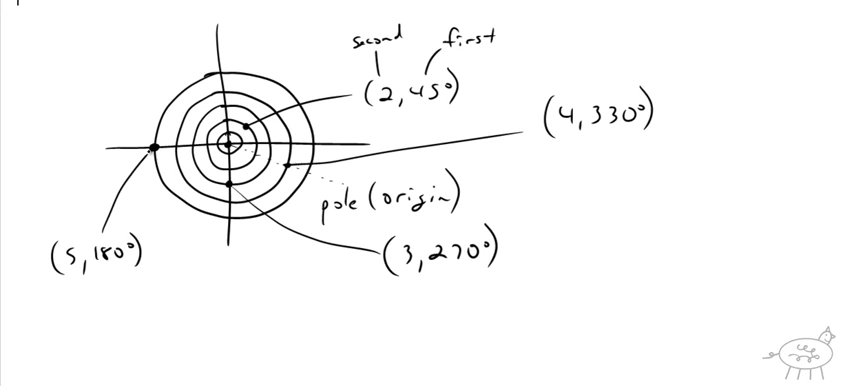 second first
(2, 45°)
(4, 330°)
pole (origin)
(5, 180°)
(3, 270°)